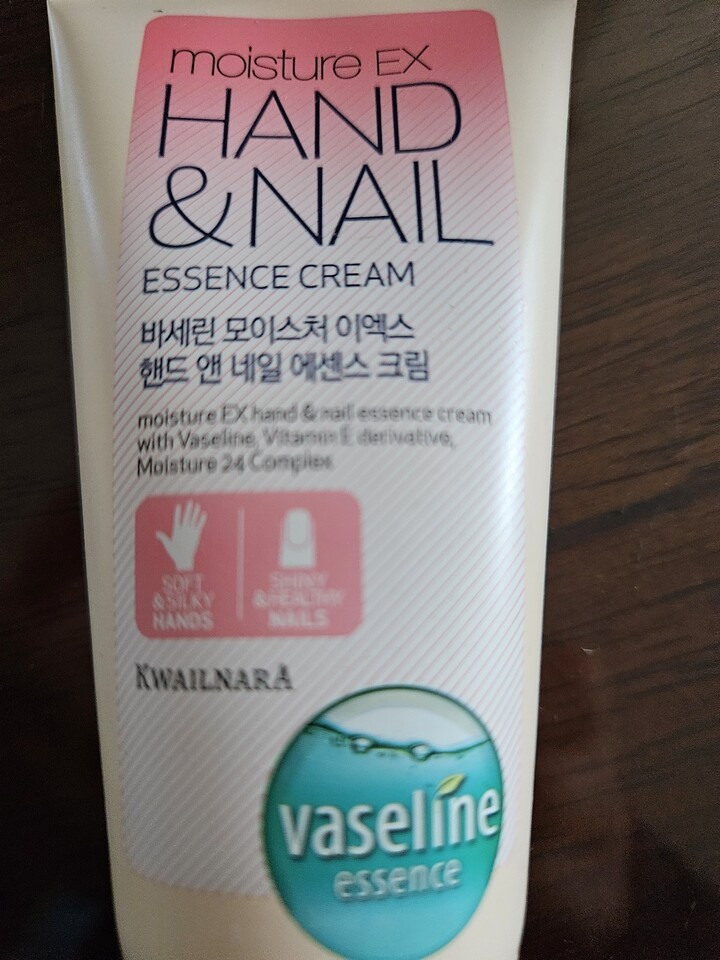 moisture EX
HAND
&NAIL
ESSENCE CREAM
바세린 모이스처 이엑스
핸드 앤 네일 에센스 크림
moisture EX hand & nail essence cream
with Vaseline, Vitamin E derivative,
Moisture 24 Complex
SOFT
&SILKY
HANDS
SHINY
&HEALTHY
NAILS
KWAILNARA
vaseline
essence